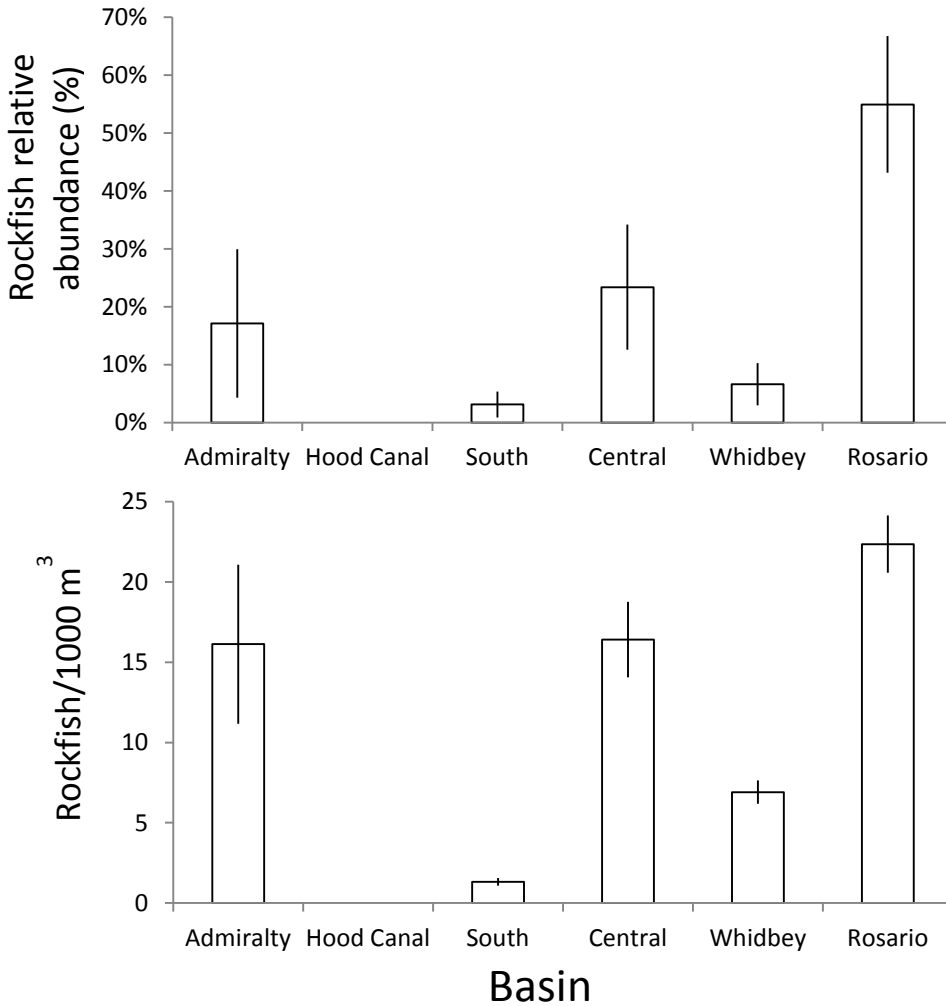 Rockfish relative
abundance (%)
70%
60%
50%
40%
30%
20%
10%
0%
Admiralty Hood Canal South Central Whidbey Rosario
Rockfish/1000 m³
25
20
15
10
5
0
Admiralty Hood Canal South Central Whidbey Rosario
Basin